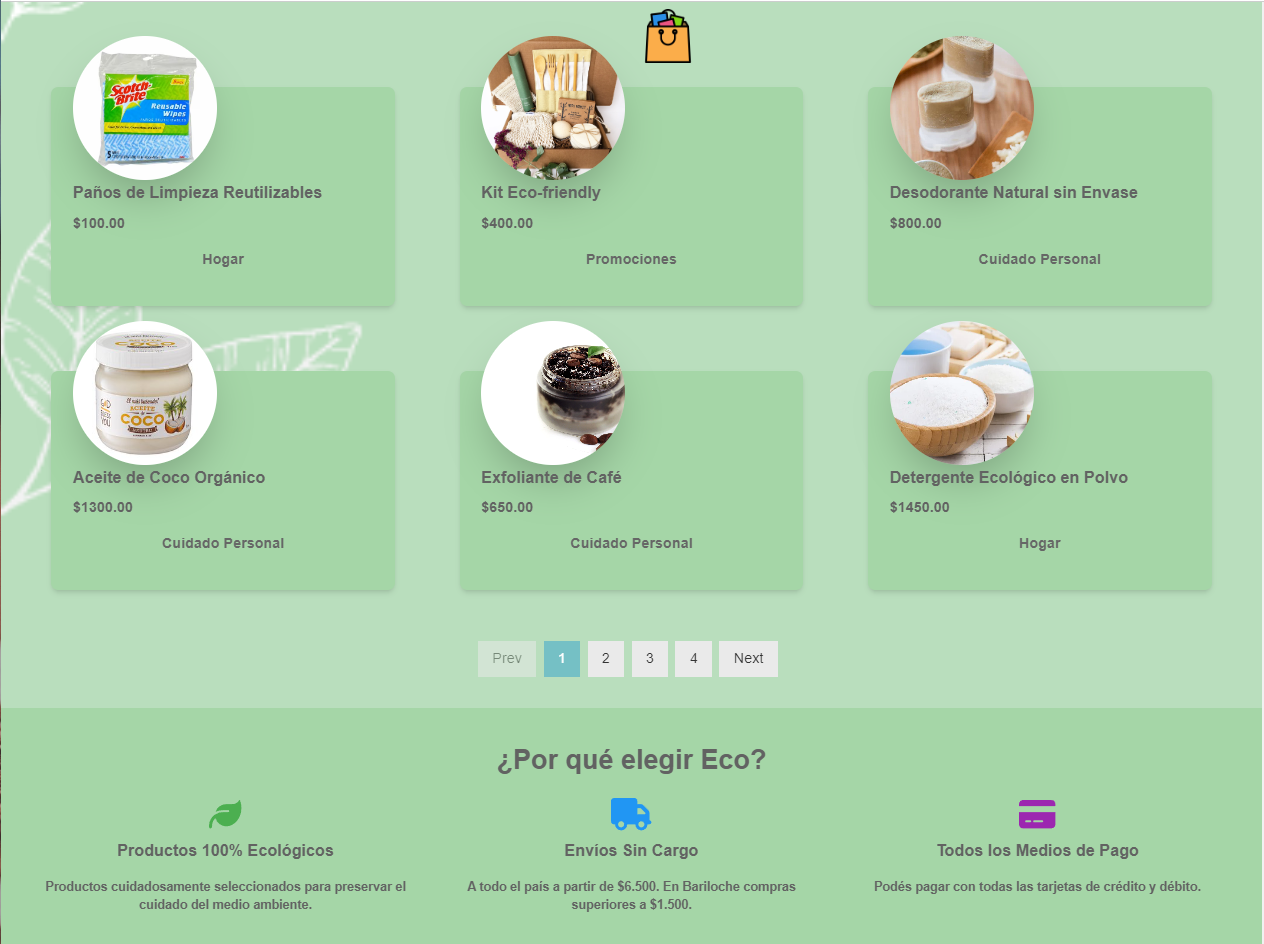 Scotch-
Brite
Reusable
Wipes
Paños de Limpieza Reutilizables
$100.00
Hogar
Kit Eco-friendly
$400.00
Promociones
Desodorante Natural sin Envase
$800.00
Cuidado Personal
ACEITE
COCO
Aceite de Coco Orgánico
$1300.00
Cuidado Personal
Exfoliante de Café
$650.00
Cuidado Personal
Detergente Ecológico en Polvo
$1450.00
Hogar
Prev
1
2
3
4
Next
¿Por qué elegir Eco?
Productos 100% Ecológicos
Productos cuidadosamente seleccionados para preservar el
cuidado del medio ambiente.
Envíos Sin Cargo
A todo el país a partir de $6.500. En Bariloche compras
superiores a $1.500.
Todos los Medios de Pago
Podés pagar con todas las tarjetas de crédito y débito.